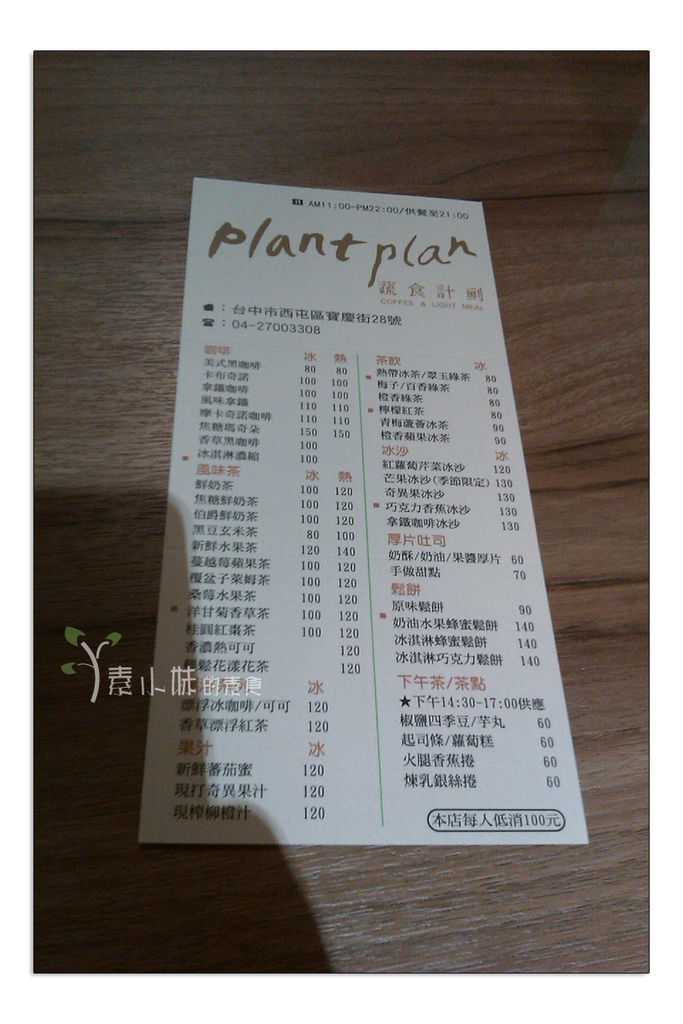 AM11:00~PM22:00/供餐至21:00
plant plan
蔬食計劃
COFFEE & LIGHT MEAL
：台中市西屯區寶慶街28號
：04-27003308
咖啡 冰 熱
美式黑咖啡 80 80
卡布奇諾 100 100
拿鐵咖啡 100 100
風味拿鐵 110 110
摩卡奇諾咖啡 110 110
焦糖瑪奇朵 150 150
香草黑咖啡 100
冰淇淋濃縮 100
風味茶 冰 熱
鮮奶茶 100 120
焦糖鮮奶茶 100 120
伯爵鮮奶茶 100 120
黑豆玄米茶 80 100
新鮮水果茶 120 140
蔓越莓蘋果茶 100 120
覆盆子萊姆茶 100 120
桑莓水果茶 100 120
洋甘菊香草茶 100 120
桂圓紅棗茶 100 120
香濃熱可可 120
鬆花漾花茶 120
冰
漂浮冰咖啡/可可 120
香草漂浮紅茶 120
果汁 冰
新鮮蕃茄蜜 120
現打奇異果汁 120
現榨柳橙汁 120
茶飲 冰
熱帶冰茶/翠玉綠茶 80
梅子/百香綠茶 80
橙香綠茶 80
檸檬紅茶 80
青梅蘆薈冰茶 90
橙香蘋果冰茶 90
冰沙 冰
紅蘿蔔芹菜冰沙 120
芒果冰沙(季節限定) 130
奇異果冰沙 130
巧克力香蕉冰沙 130
拿鐵咖啡冰沙 130
厚片吐司
奶酥/奶油/果醬厚片 60
手做甜點 70
鬆餅
原味鬆餅 90
奶油水果蜂蜜鬆餅 140
冰淇淋蜂蜜鬆餅 140
冰淇淋巧克力鬆餅 140
下午茶/茶點
★下午14:30-17:00供應
椒鹽四季豆/芋丸 60
起司條/蘿蔔糕 60
火腿香蕉捲 60
煉乳銀絲捲 60
本店每人低消100元
素小妹的素食